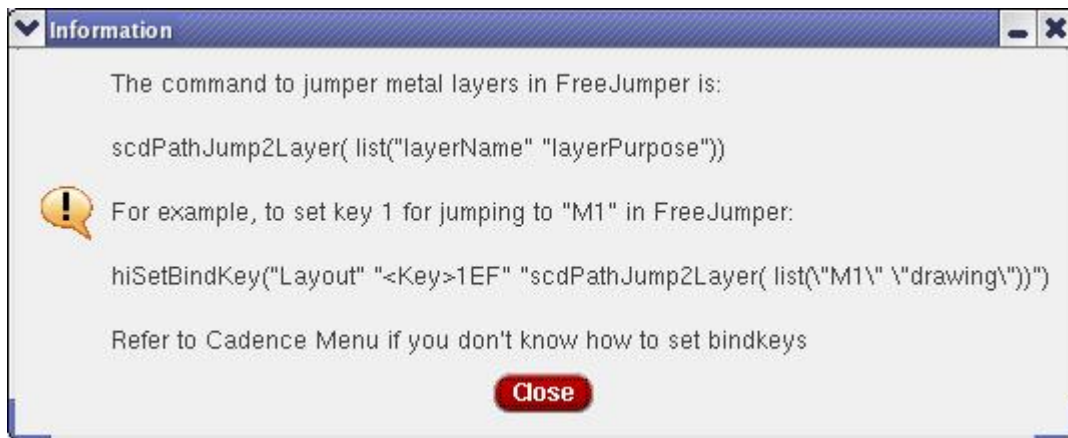 Information
The command to jumper metal layers in FreeJumper is:
scdPathJump2Layer( list("layerName" "layerPurpose"))
For example, to set key 1 for jumping to "M1" in FreeJumper:
hiSetBindKey("Layout" "<Key>1EF" "scdPathJump2Layer( list(\"M1\" \"drawing\"))")
Refer to Cadence Menu if you don't know how to set bindkeys
Close